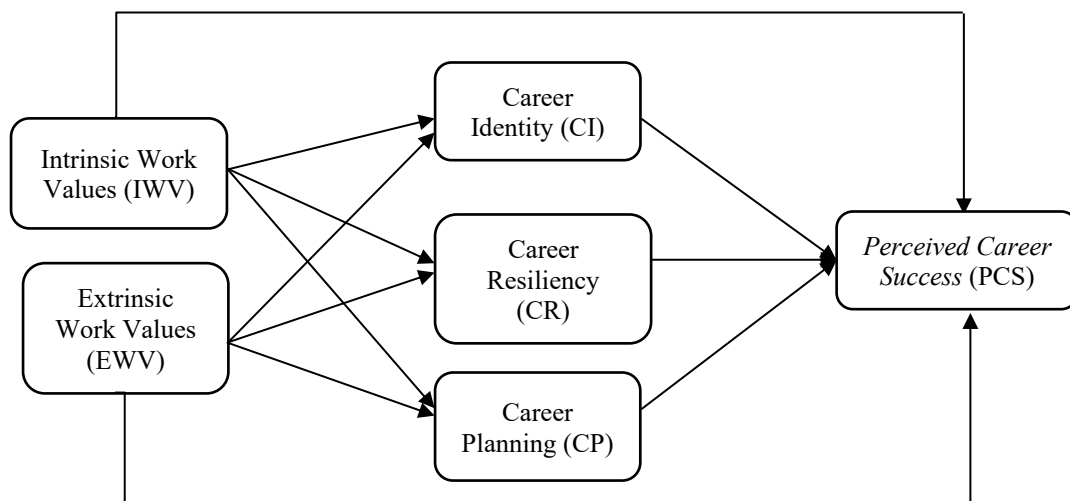 Intrinsic Work
Values (IWV)
Extrinsic
Work Values
(EWV)
Career
Identity (CI)
Career
Resiliency
(CR)
Career
Planning (CP)
Perceived Career
Success (PCS)